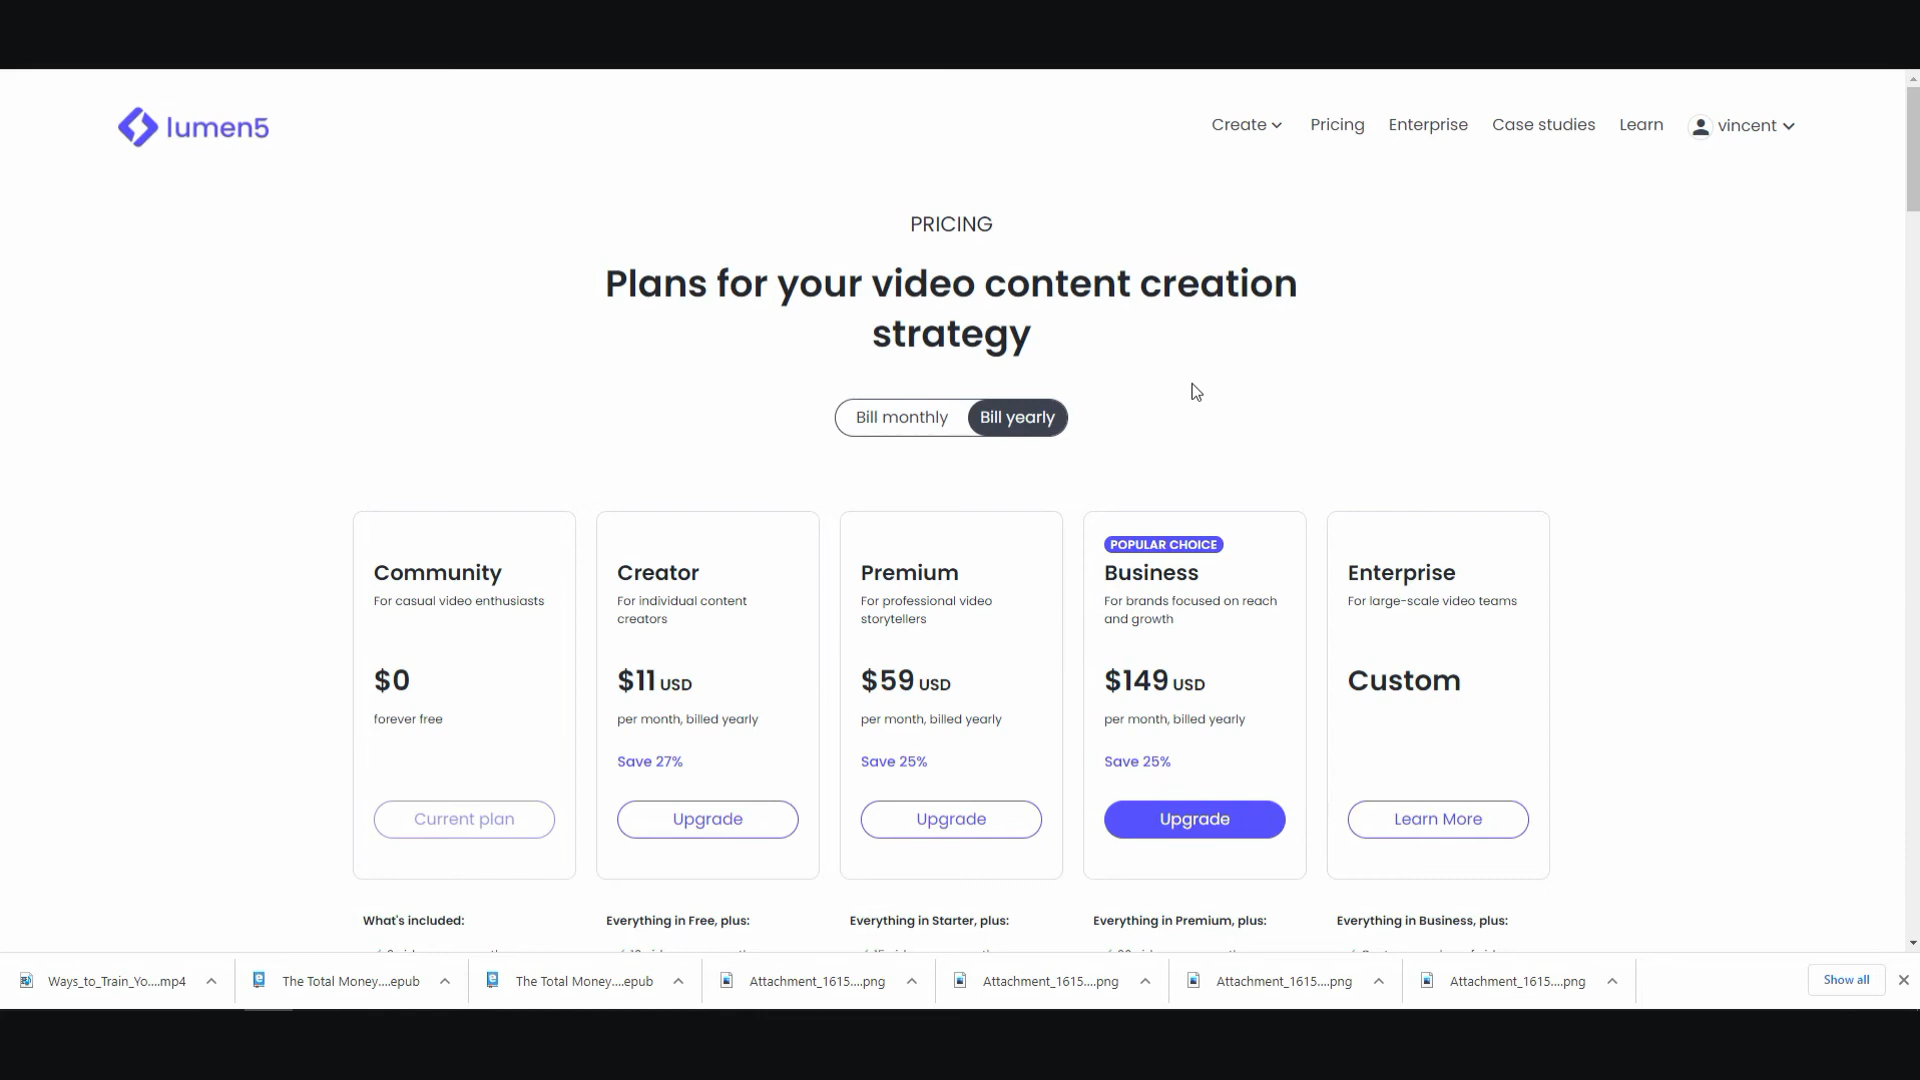 lumen5
Create Pricing Enterprise Case studies Learn vincent
PRICING
Plans for your video content creation
strategy
Bill monthly Bill yearly
Community
For casual video enthusiasts
$0
forever free
Current plan
Creator
For individual content
creators
$11 USD
per month, billed yearly
Save 27%
Upgrade
Premium
For professional video
storytellers
$59 USD
per month, billed yearly
Save 25%
Upgrade
POPULAR CHOICE
Business
For brands focused on reach
and growth
$149 USD
per month, billed yearly
Save 25%
Upgrade
Enterprise
For large-scale video teams
Custom
Learn More
What's included:
Everything in Free, plus:
Everything in Starter, plus:
Everything in Premium, plus:
Everything in Business, plus:
Ways_to_Train_Yo....mp4
The Total Money....epub
The Total Money....epub
Attachment_1615....png
Attachment_1615....png
Attachment_1615....png
Attachment_1615....png
Show all